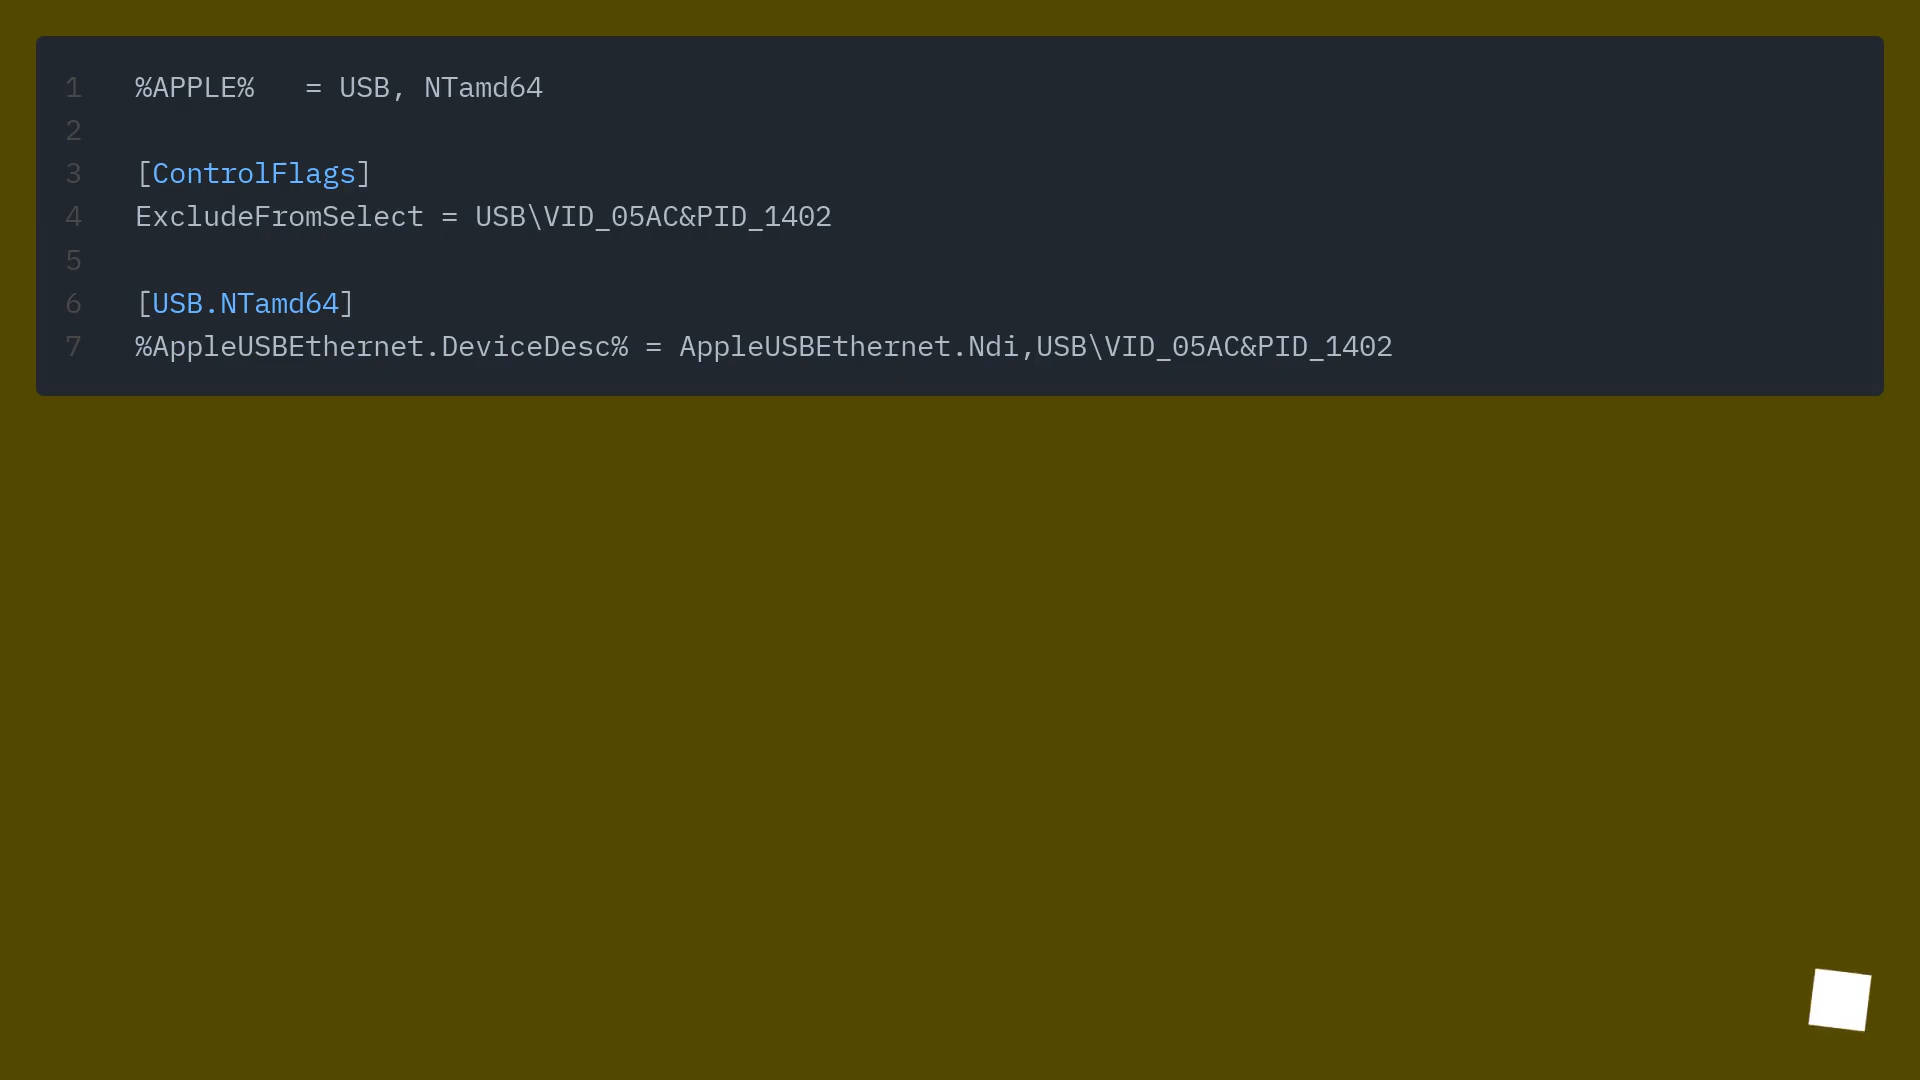 1 %APPLE%   = USB, NTamd64
2
3 [ControlFlags]
4 ExcludeFromSelect = USB\VID_05AC&PID_1402
5
6 [USB.NTamd64]
7 %AppleUSBEthernet.DeviceDesc% = AppleUSBEthernet.Ndi,USB\VID_05AC&PID_1402